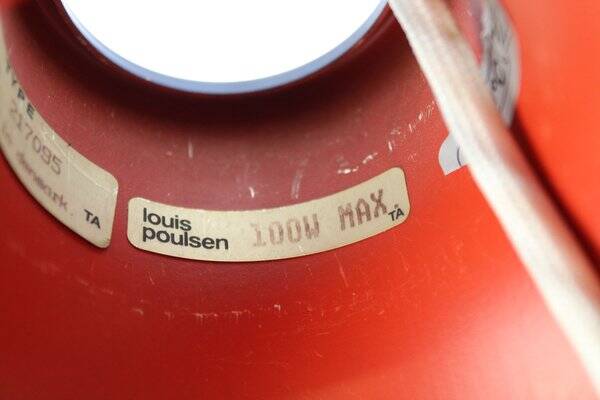 TYPE
217095
denmark.
TA
louis
poulsen
100W MAX.
TA